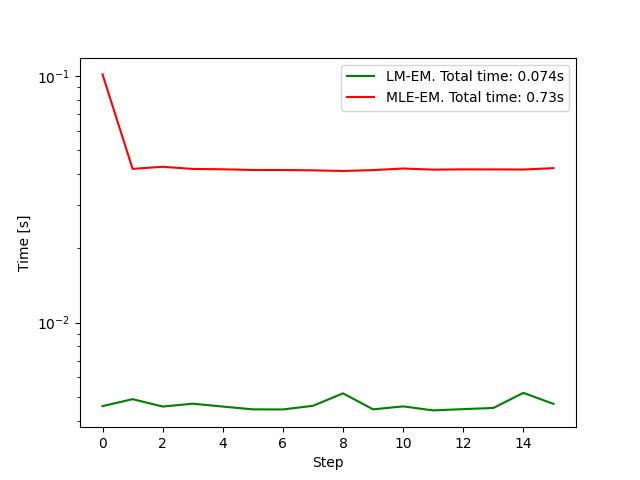 LM-EM. Total time: 0.074s
MLE-EM. Total time: 0.73s
10⁻¹
10⁻²
Time [s]
0 2 4 6 8 10 12 14
Step